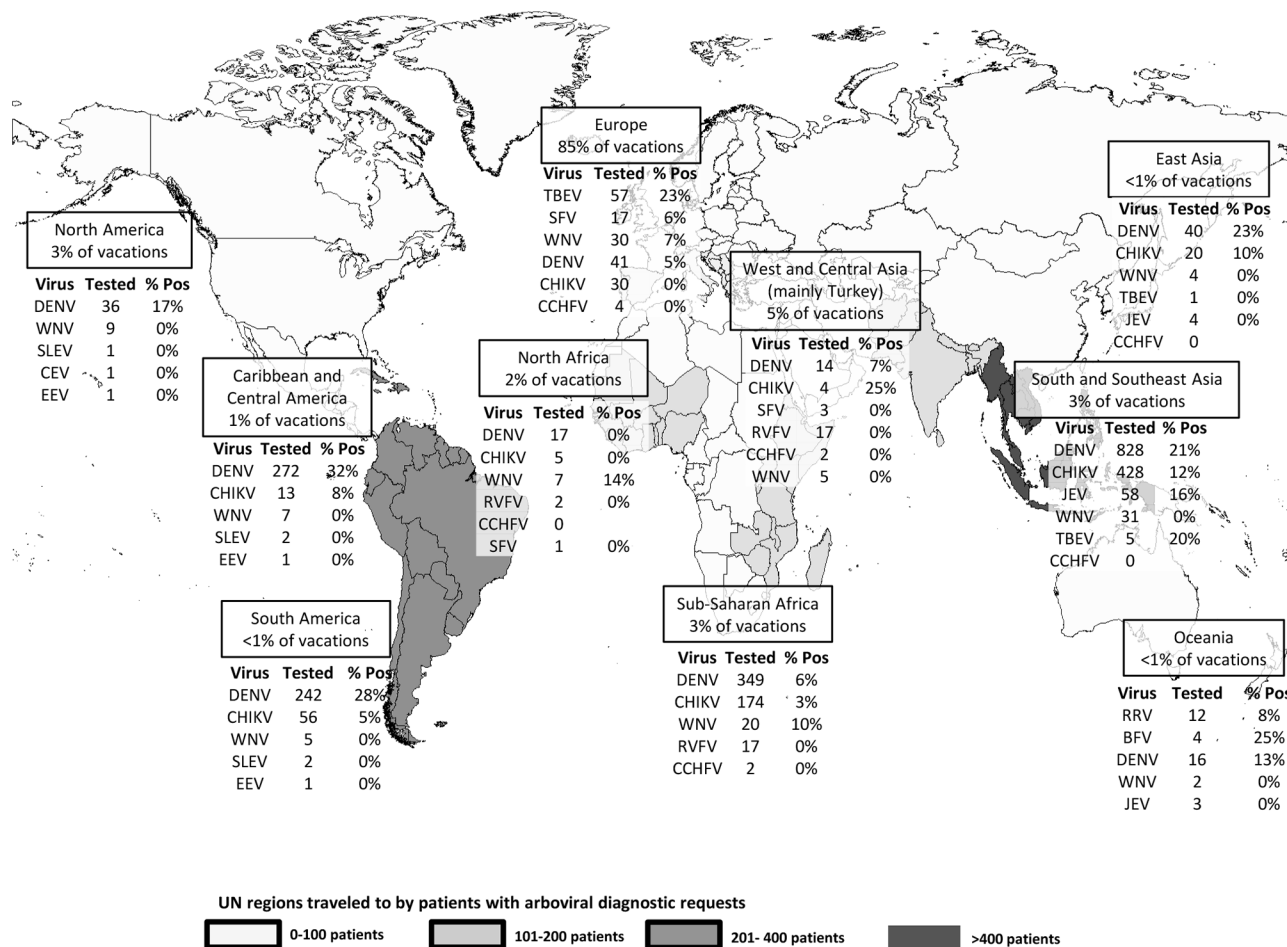 Europe
85% of vacations
Virus Tested % Pos
TBEV 57 23%
SFV 17 6%
WNV 30 7%
DENV 41 5%
CHIKV 30 0%
CCHFV 4 0%
East Asia
<1% of vacations
Virus Tested % Pos
DENV 40 23%
CHIKV 20 10%
WNV 4 0%
TBEV 1 0%
JEV 4 0%
CCHFV 0
North America
3% of vacations
Virus Tested % Pos
DENV 36 17%
WNV 9 0%
SLEV 1 0%
CEV 1 0%
EEV 1 0%
West and Central Asia
(mainly Turkey)
5% of vacations
Virus Tested % Pos
DENV 14 7%
CHIKV 4 25%
SFV 3 0%
RVFV 17 0%
CCHFV 2 0%
WNV 5 0%
North Africa
2% of vacations
Virus Tested % Pos
DENV 17 0%
CHIKV 5 0%
WNV 7 14%
RVFV 2 0%
CCHFV 0
SFV 1 0%
Caribbean and
Central America
1% of vacations
Virus Tested % Pos
DENV 272 32%
CHIKV 13 8%
WNV 7 0%
SLEV 2 0%
EEV 1 0%
South and Southeast Asia
3% of vacations
Virus Tested % Pos
DENV 828 21%
CHIKV 428 12%
JEV 58 16%
WNV 31 0%
TBEV 5 20%
CCHFV 0
South America
<1% of vacations
Virus Tested % Pos
DENV 242 28%
CHIKV 56 5%
WNV 5 0%
SLEV 2 0%
EEV 1 0%
Sub-Saharan Africa
3% of vacations
Virus Tested % Pos
DENV 349 6%
CHIKV 174 3%
WNV 20 10%
RVFV 17 0%
CCHFV 2 0%
Oceania
<1% of vacations
Virus Tested % Pos
RRV 12 8%
BFV 4 25%
DENV 16 13%
WNV 2 0%
JEV 3 0%
UN regions traveled to by patients with arboviral diagnostic requests
0-100 patients
101-200 patients
201- 400 patients
>400 patients